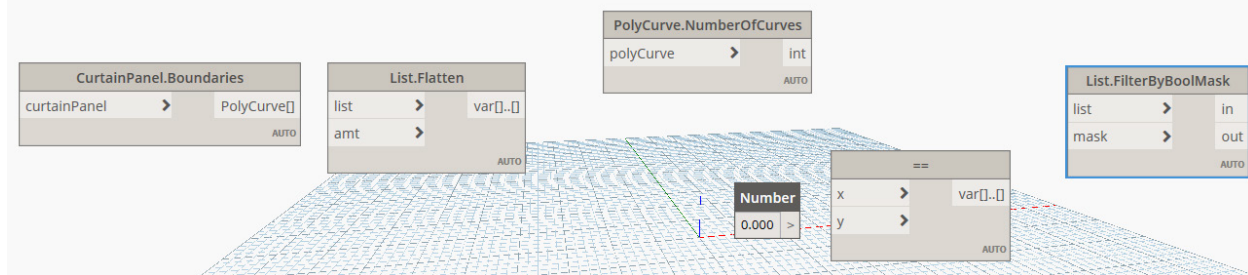 CurtainPanel.Boundaries
curtainPanel > PolyCurve[]
AUTO
List.Flatten
list > var[]..[]
amt >
AUTO
PolyCurve.NumberOfCurves
polyCurve > int
AUTO
Number
0.000 >
==
x > var[]..[]
y >
AUTO
List.FilterByBoolMask
list > in
mask > out
AUTO